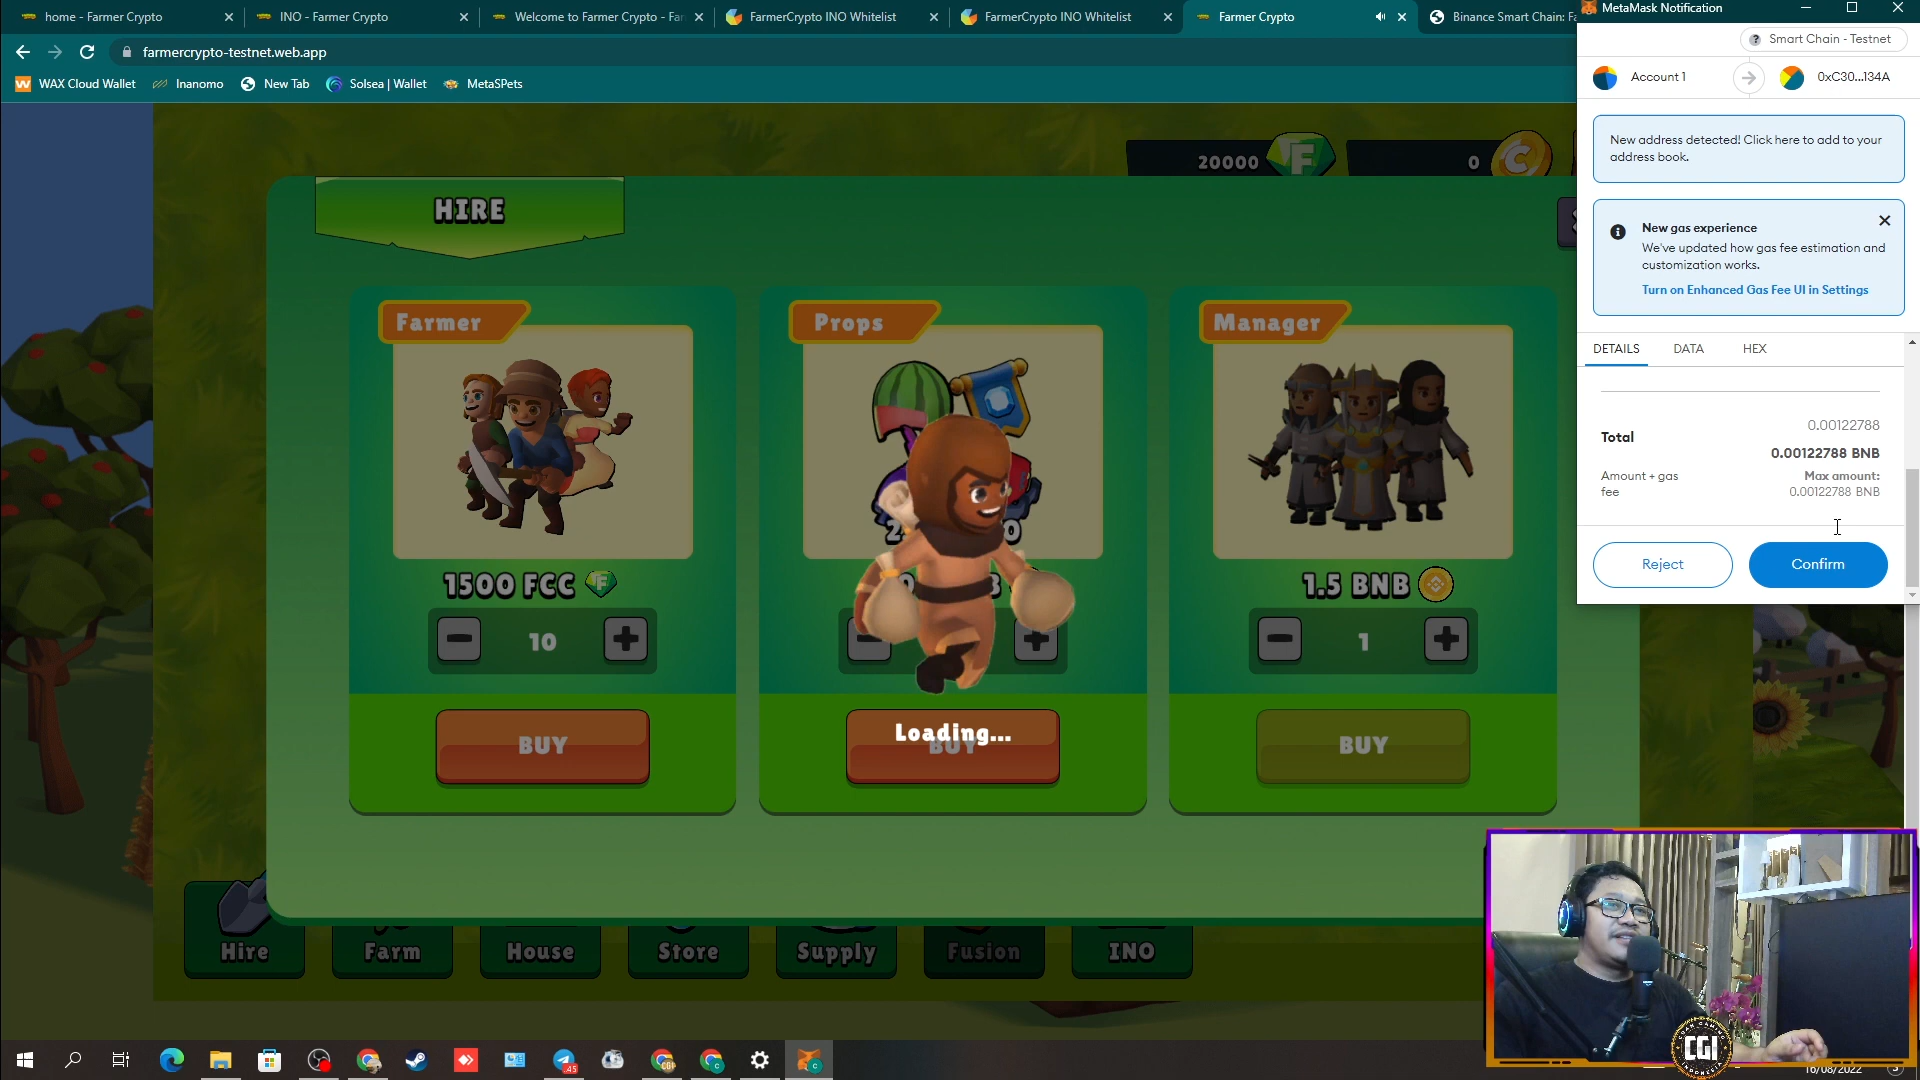 home - Farmer Crypto
INO - Farmer Crypto
Welcome to Farmer Crypto - Far
FarmerCrypto INO Whitelist
FarmerCrypto INO Whitelist
Farmer Crypto
Binance Smart Chain: Fa
MetaMask Notification
farmercrypto-testnet.web.app
Smart Chain - Testnet
WAX Cloud Wallet
Inanomo
New Tab
Solsea | Wallet
MetaSPets
Account 1
0xC30...134A
New address detected! Click here to add to your
address book.
20000
F
0
C
HIRE
New gas experience
We've updated how gas fee estimation and
customization works.
Turn on Enhanced Gas Fee UI in Settings
DETAILS
DATA
HEX
Farmer
Props
Manager
0.00122788
Total
0.00122788 BNB
Amount + gas
fee
Max amount:
0.00122788 BNB
Reject
Confirm
1500 FCC
F
1.5 BNB
10
1
BUY
Loading...
BUY
BUY
Hire
Farm
House
Store
Supply
Fusion
INO
CGI
.45
16/08/2022